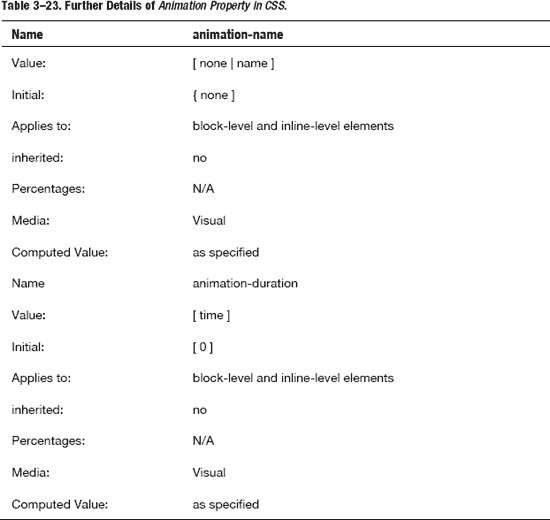 Table 3–23. Further Details of Animation Property in CSS.
Name animation-name
Value: [ none | name ]
Initial: { none ]
Applies to: block-level and inline-level elements
inherited: no
Percentages: N/A
Media: Visual
Computed Value: as specified
Name animation-duration
Value: [ time ]
Initial: [ 0 ]
Applies to: block-level and inline-level elements
inherited: no
Percentages: N/A
Media: Visual
Computed Value: as specified